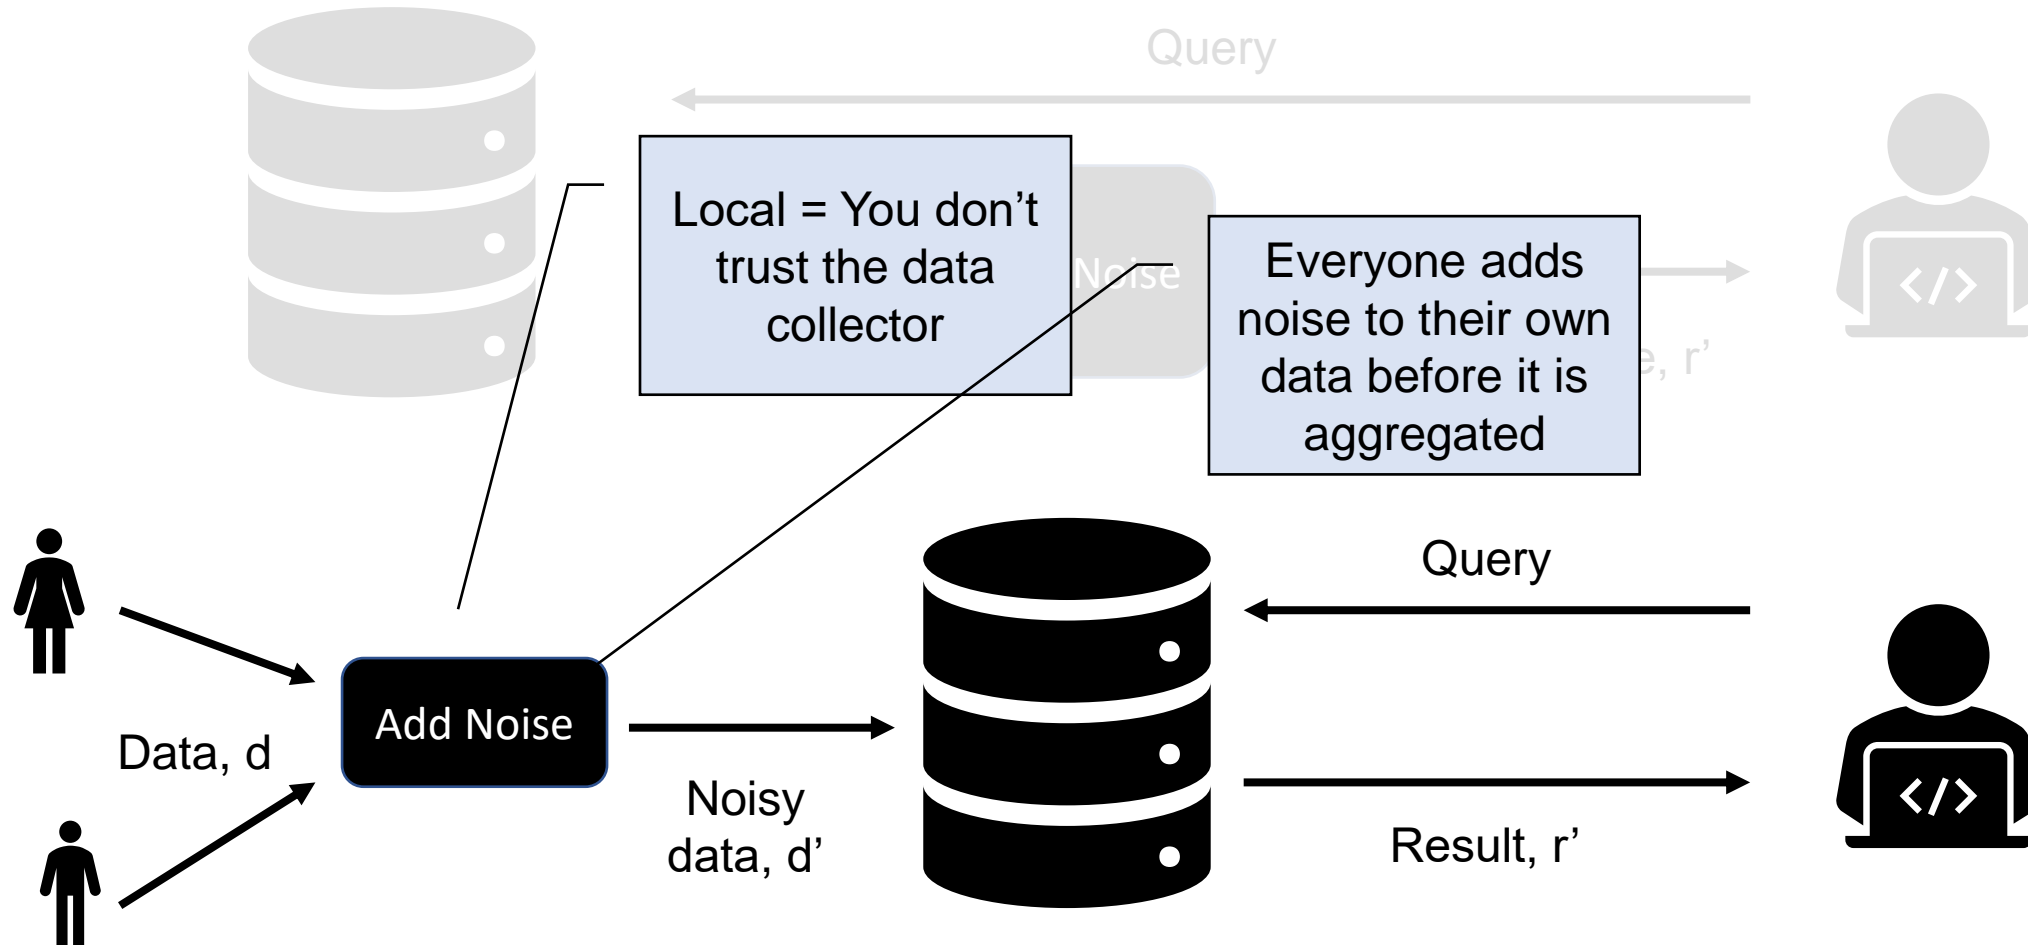 Query
Local = You don’t
trust the data
collector
Noise
Everyone adds
noise to their own
data before it is
aggregated
e, r’
Query
Data, d
Add Noise
Noisy
data, d’
Result, r’